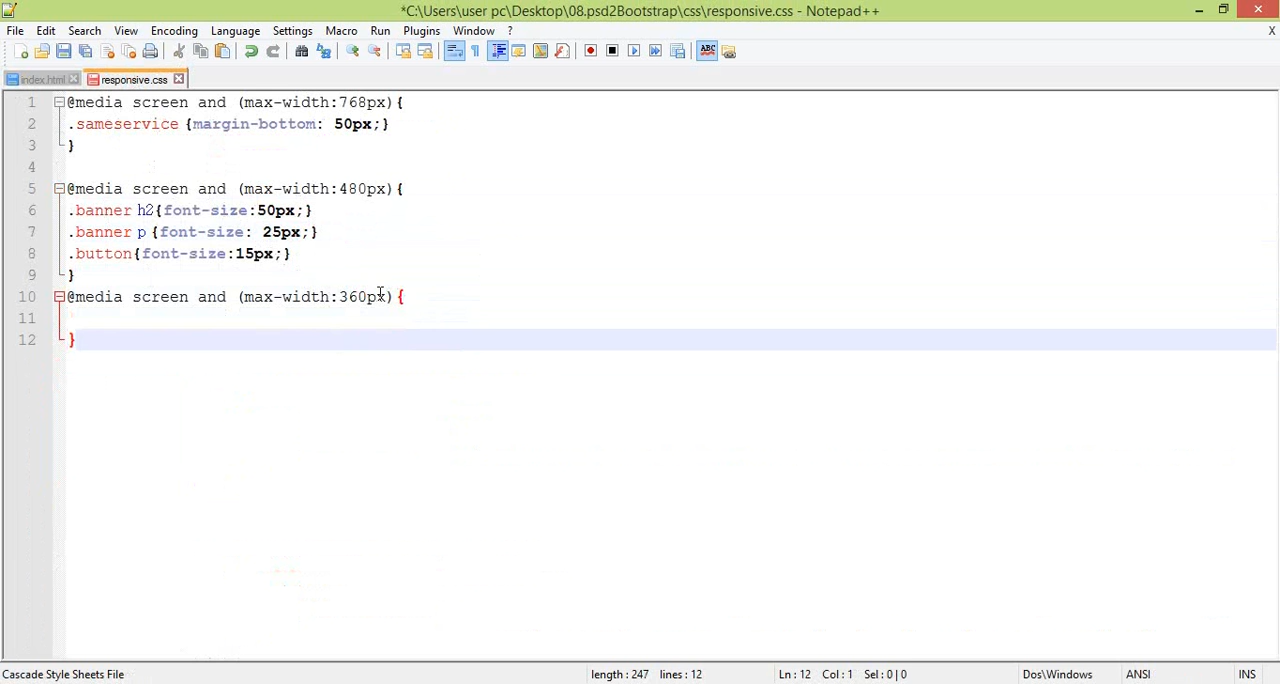 *C:\Users\user pc\Desktop\08.psd2Bootstrap\css\responsive.css - Notepad++
File Edit Search View Encoding Language Settings Macro Run Plugins Window ? X
index.html responsive.css
1 @media screen and (max-width:768px){
2 .sameservice {margin-bottom: 50px;}
3 }
4
5 @media screen and (max-width:480px){
6 .banner h2{font-size:50px;}
7 .banner p {font-size: 25px;}
8 .button{font-size:15px;}
9 }
10 @media screen and (max-width:360px){
11
12 }
Cascade Style Sheets File length : 247 lines : 12 Ln : 12 Col : 1 Sel : 0 | 0 Dos\Windows ANSI INS